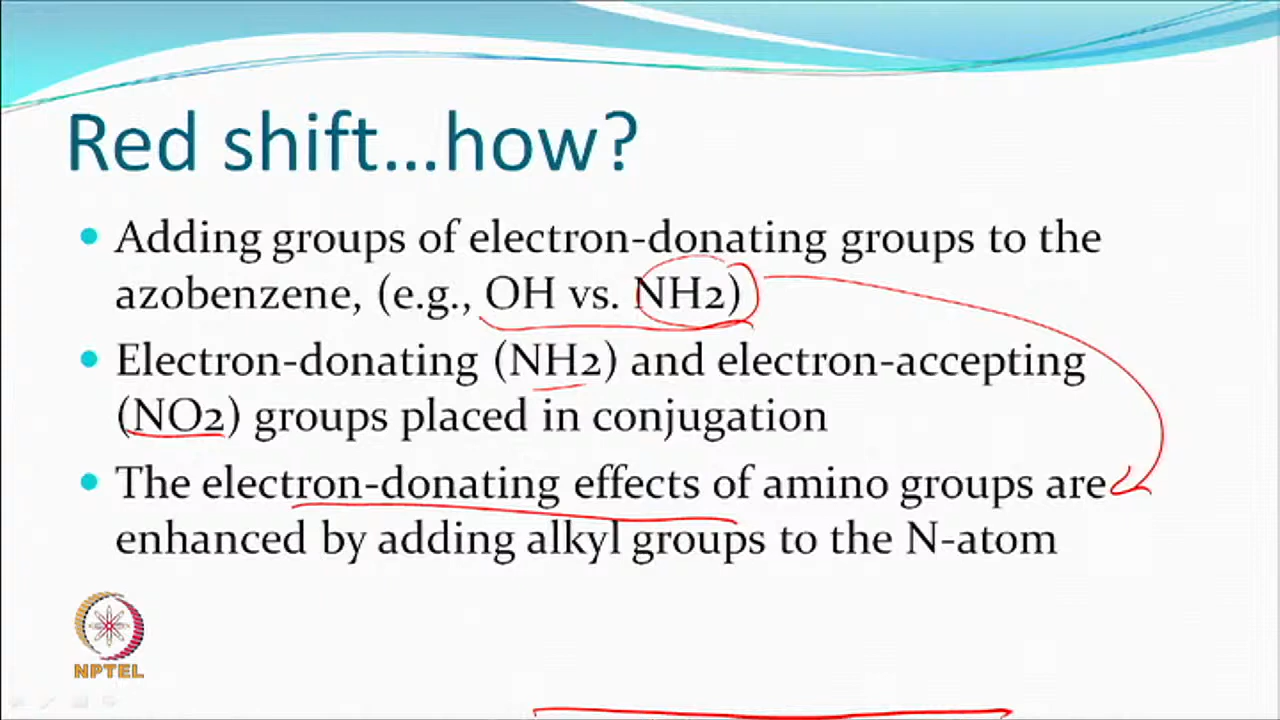 Red shift...how?
Adding groups of electron-donating groups to the
azobenzene, (e.g., OH vs. NH2)
Electron-donating (NH2) and electron-accepting
(NO2) groups placed in conjugation
The electron-donating effects of amino groups are
enhanced by adding alkyl groups to the N-atom
NPTEL